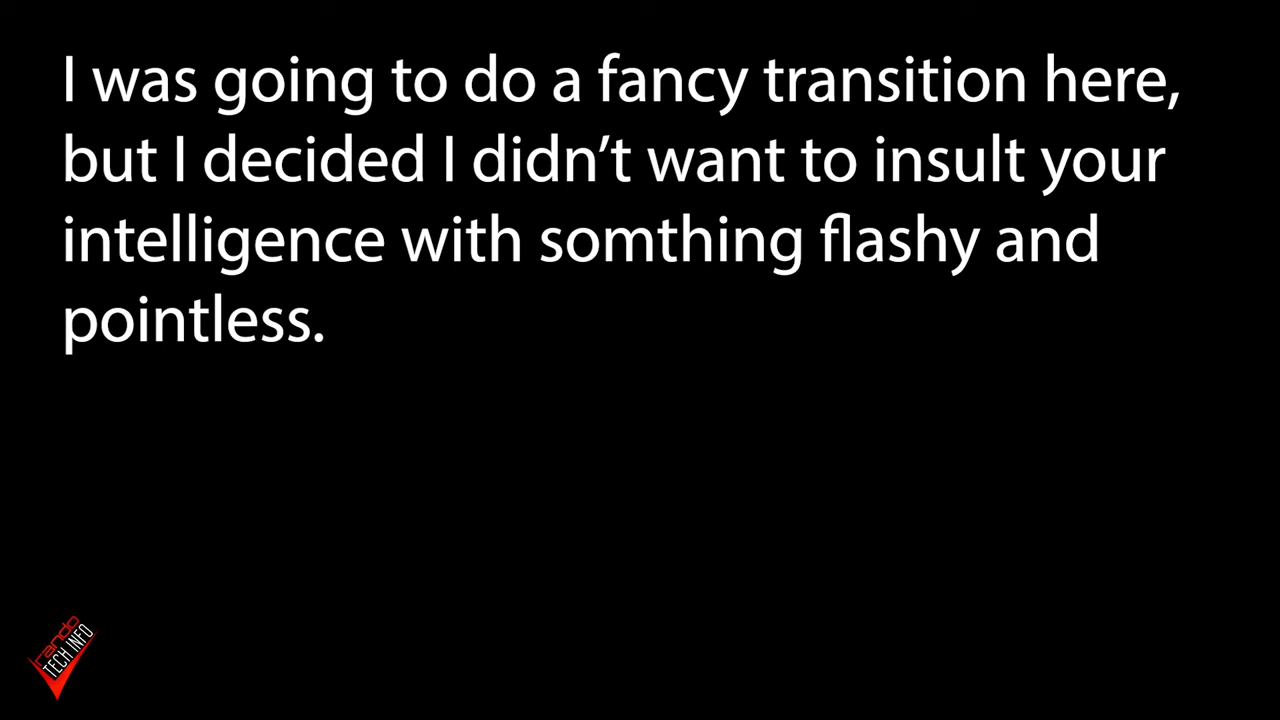 I was going to do a fancy transition here,
but I decided I didn’t want to insult your
intelligence with somthing flashy and
pointless.
lrando
TECH INFO